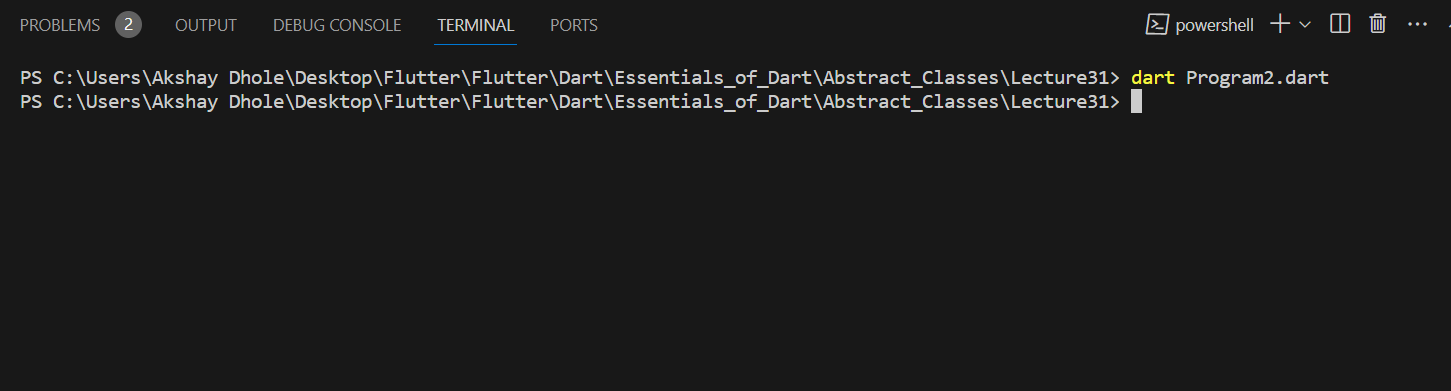 PROBLEMS 2 OUTPUT DEBUG CONSOLE TERMINAL PORTS powershell
PS C:\Users\Akshay Dhole\Desktop\Flutter\Flutter\Dart\Essentials_of_Dart\Abstract_Classes\Lecture31> dart Program2.dart
PS C:\Users\Akshay Dhole\Desktop\Flutter\Flutter\Dart\Essentials_of_Dart\Abstract_Classes\Lecture31>